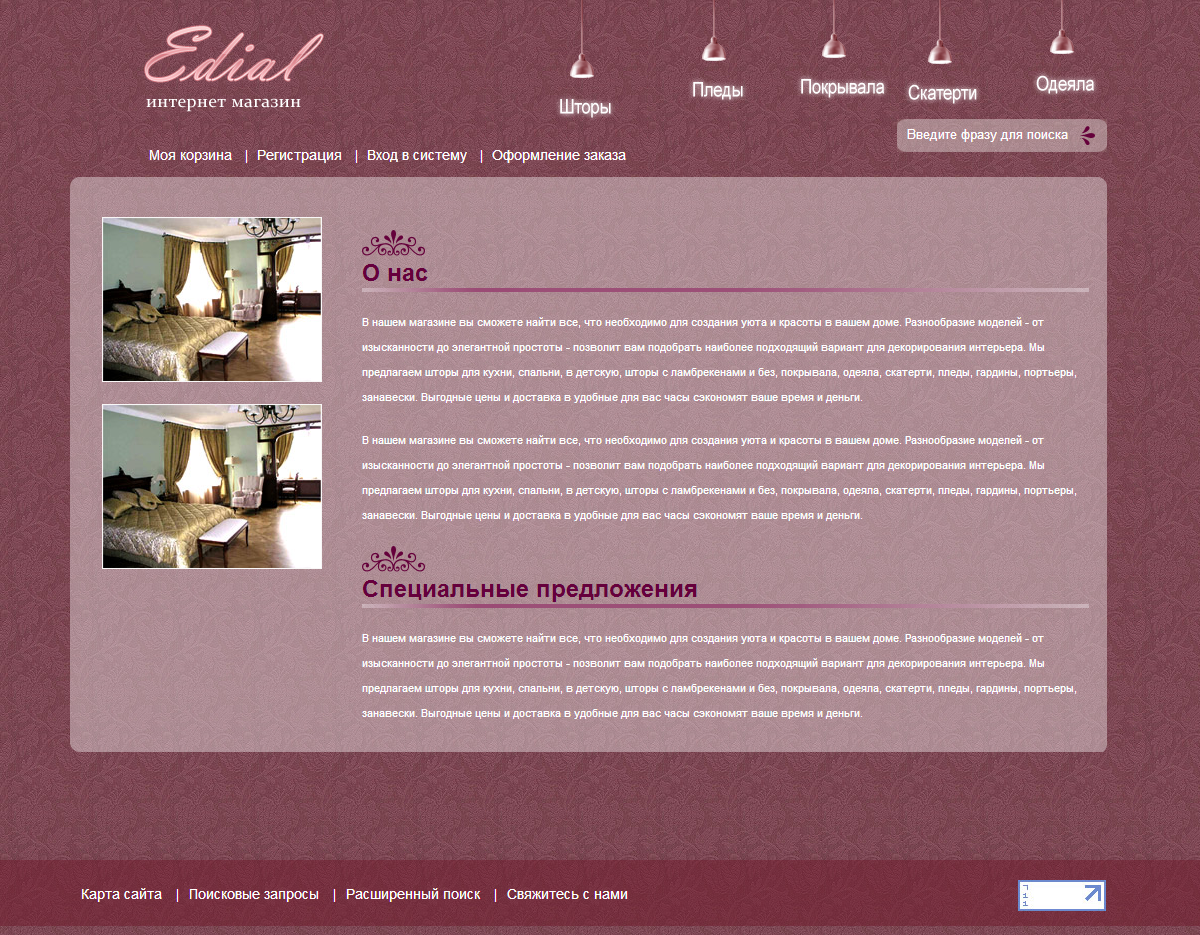 Edial
интернет магазин
Шторы
Пледы
Покрывала
Скатерти
Одеяла
Введите фразу для поиска
Моя корзина | Регистрация | Вход в систему | Оформление заказа
О нас
В нашем магазине вы сможете найти все, что необходимо для создания уюта и красоты в вашем доме. Разнообразие моделей - от
изысканности до элегантной простоты - позволит вам подобрать наиболее подходящий вариант для декорирования интерьера. Мы
предлагаем шторы для кухни, спальни, в детскую, шторы с ламбрекенами и без, покрывала, одеяла, скатерти, пледы, гардины, портьеры,
занавески. Выгодные цены и доставка в удобные для вас часы сэкономят ваше время и деньги.
В нашем магазине вы сможете найти все, что необходимо для создания уюта и красоты в вашем доме. Разнообразие моделей - от
изысканности до элегантной простоты - позволит вам подобрать наиболее подходящий вариант для декорирования интерьера. Мы
предлагаем шторы для кухни, спальни, в детскую, шторы с ламбрекенами и без, покрывала, одеяла, скатерти, пледы, гардины, портьеры,
занавески. Выгодные цены и доставка в удобные для вас часы сэкономят ваше время и деньги.
Специальные предложения
В нашем магазине вы сможете найти все, что необходимо для создания уюта и красоты в вашем доме. Разнообразие моделей - от
изысканности до элегантной простоты - позволит вам подобрать наиболее подходящий вариант для декорирования интерьера. Мы
предлагаем шторы для кухни, спальни, в детскую, шторы с ламбрекенами и без, покрывала, одеяла, скатерти, пледы, гардины, портьеры,
занавески. Выгодные цены и доставка в удобные для вас часы сэкономят ваше время и деньги.
Карта сайта | Поисковые запросы | Расширенный поиск | Свяжитесь с нами